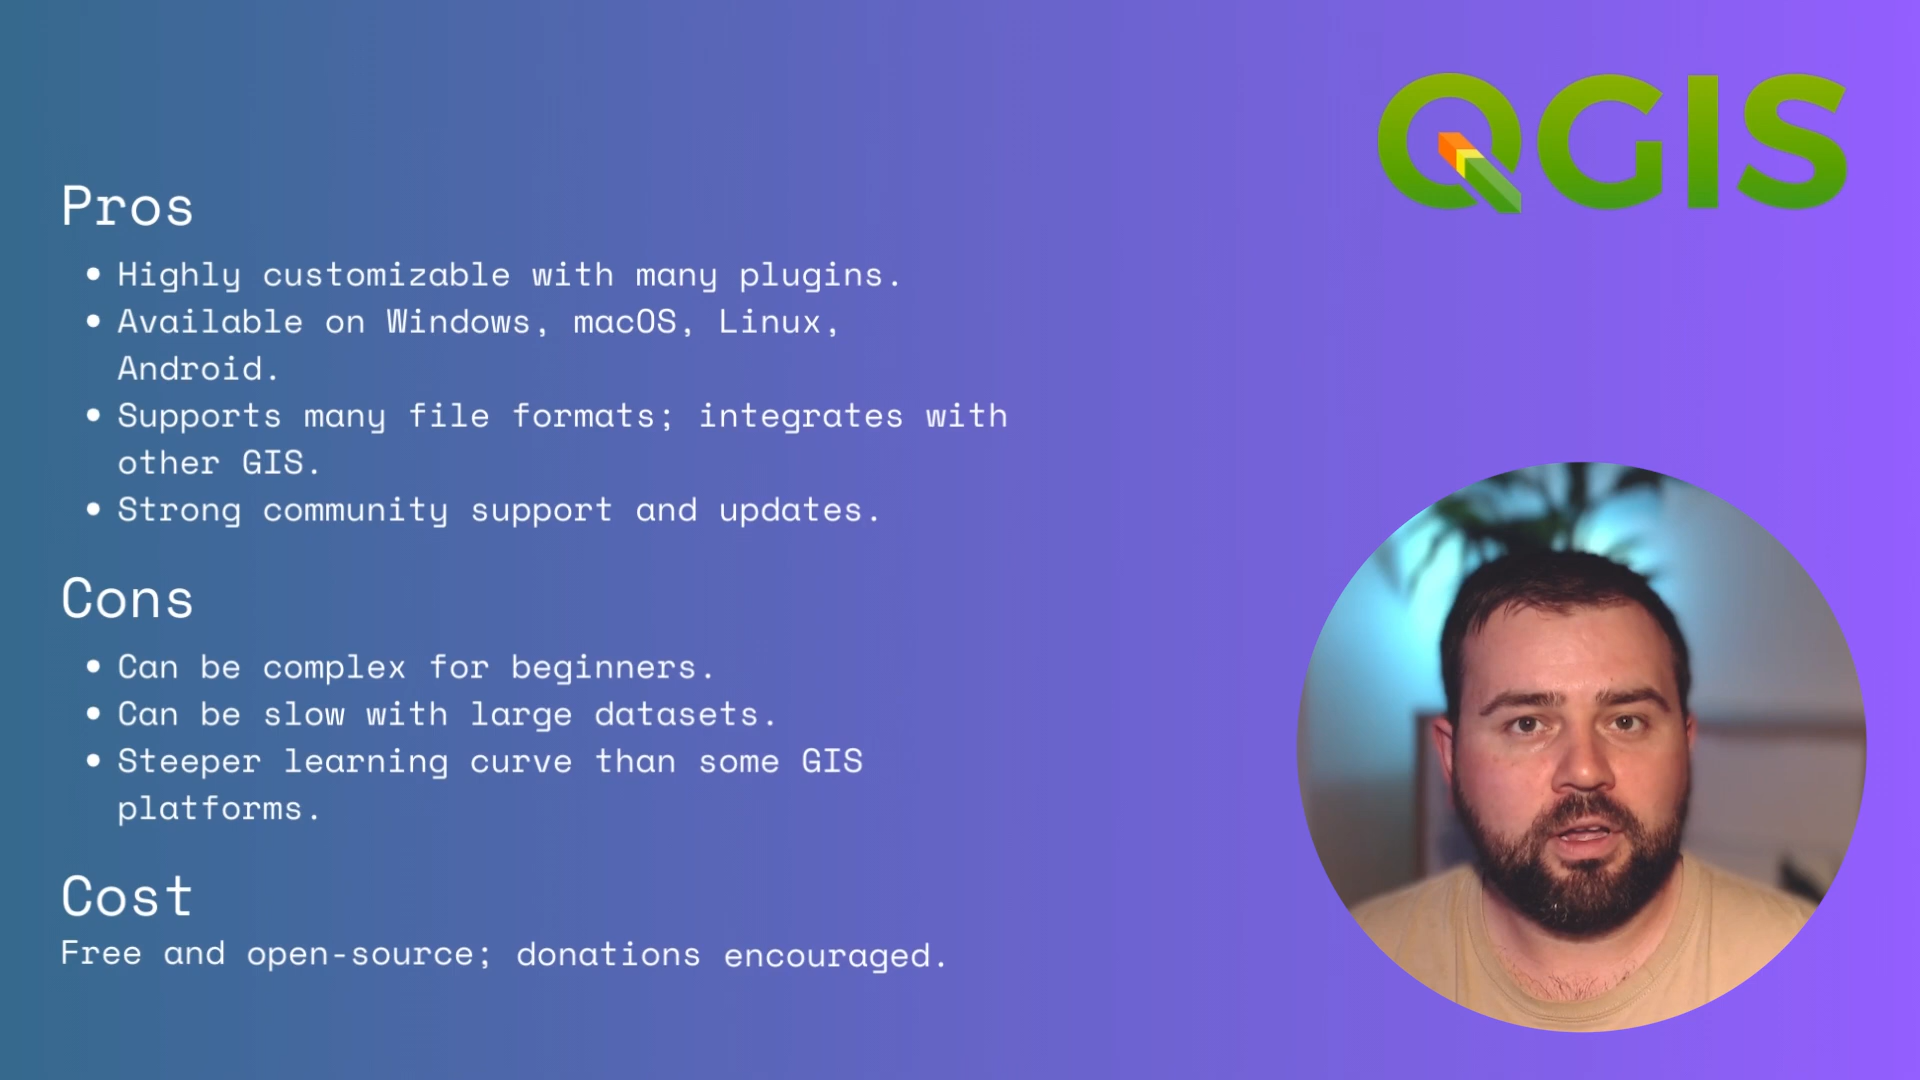 QGIS
Pros
• Highly customizable with many plugins.
• Available on Windows, macOS, Linux,
Android.
• Supports many file formats; integrates with
other GIS.
• Strong community support and updates.
Cons
• Can be complex for beginners.
• Can be slow with large datasets.
• Steeper learning curve than some GIS
platforms.
Cost
Free and open-source; donations encouraged.